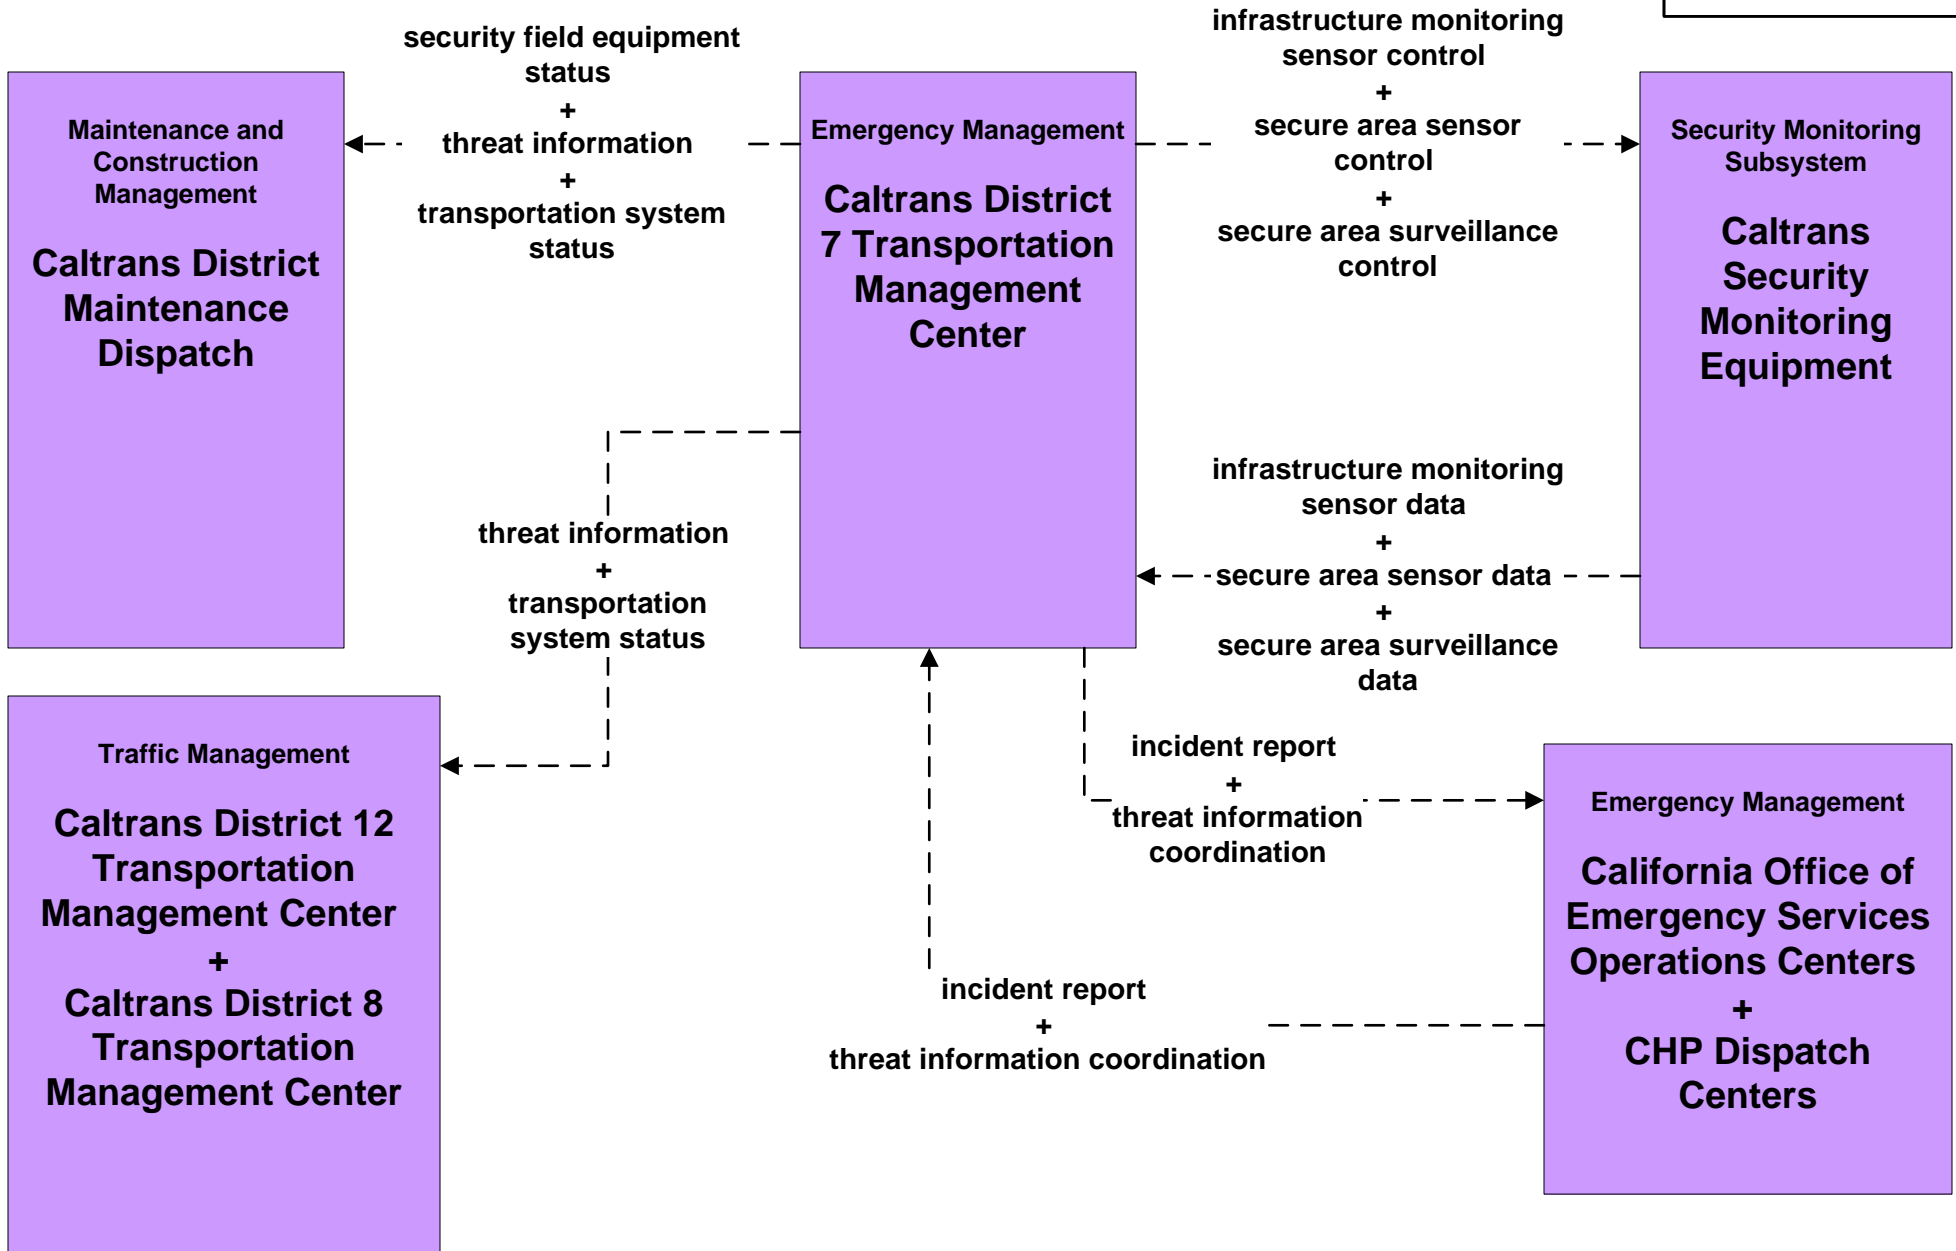 security field equipment
status
+
threat information
+
transportation system
status
infrastructure monitoring
sensor control
+
secure area sensor
control
+
secure area surveillance
control
Maintenance and
Construction
Management
Caltrans District
Maintenance
Dispatch
Emergency Management
Caltrans District
7 Transportation
Management
Center
Security Monitoring
Subsystem
Caltrans
Security
Monitoring
Equipment
threat information
+
transportation
system status
infrastructure monitoring
sensor data
+
secure area sensor data
+
secure area surveillance
data
Traffic Management
Caltrans District 12
Transportation
Management Center
+
Caltrans District 8
Transportation
Management Center
incident report
+
threat information
coordination
Emergency Management
California Office of
Emergency Services
Operations Centers
+
CHP Dispatch
Centers
incident report
+
threat information coordination